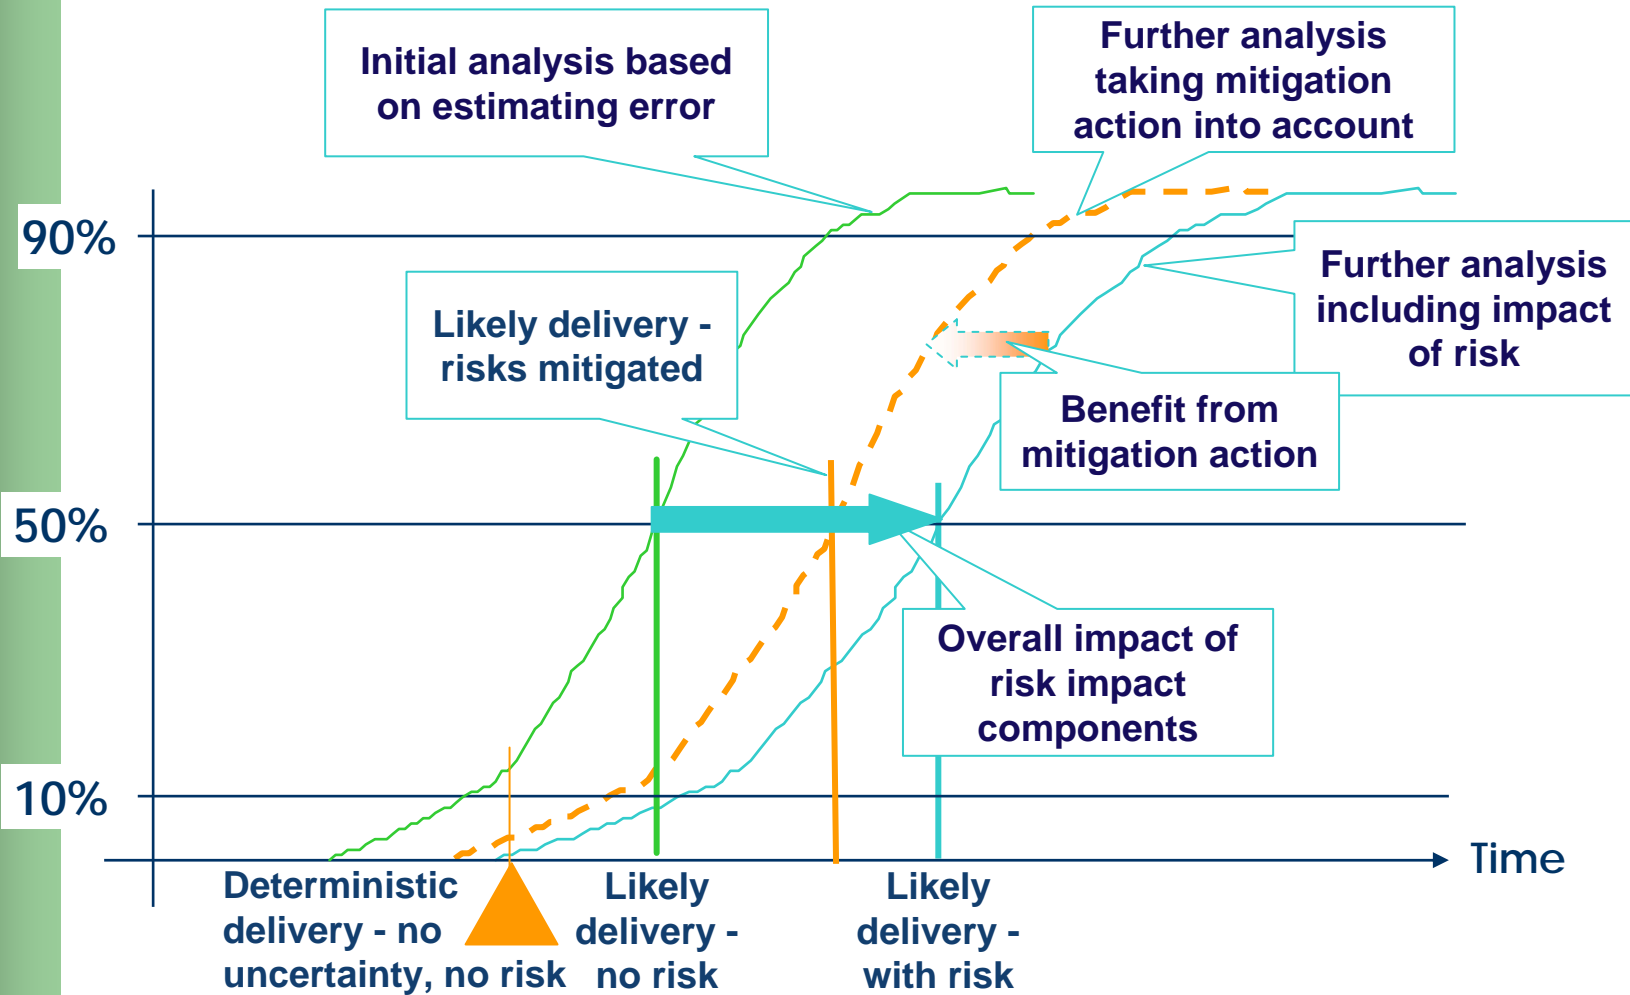 Initial analysis based
on estimating error
Further analysis
taking mitigation
action into account
90%
Further analysis
including impact
of risk
Likely delivery -
risks mitigated
Benefit from
mitigation action
50%
Overall impact of
risk impact
components
10%
Time
Deterministic
delivery - no
uncertainty, no risk
Likely
delivery -
no risk
Likely
delivery -
with risk